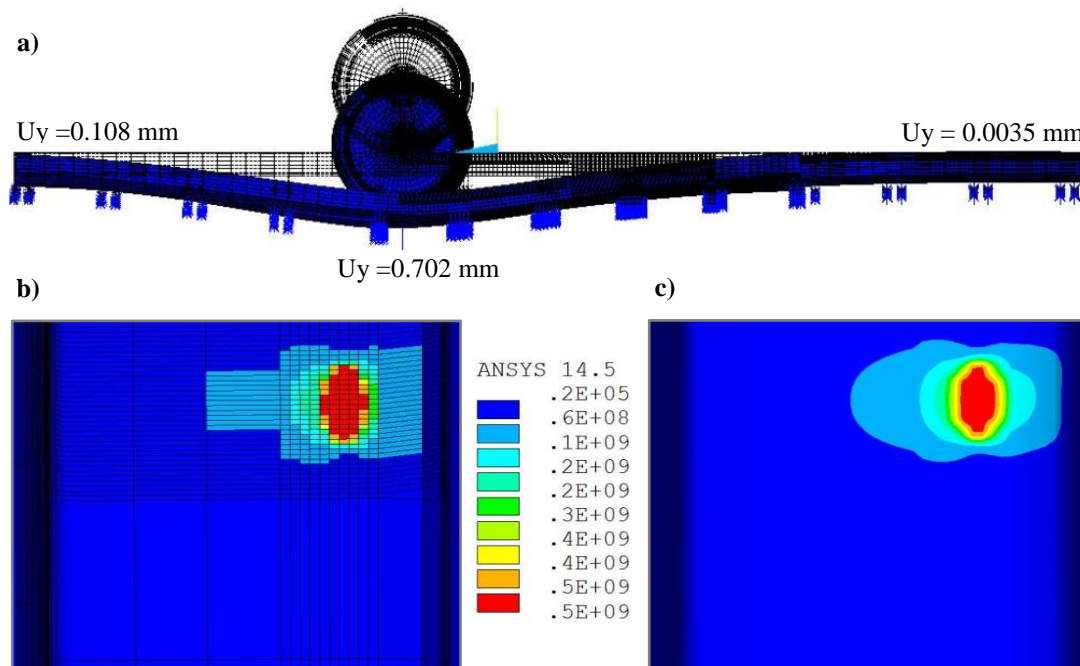 a)
Uy =0.108 mm
Uy = 0.0035 mm
Uy =0.702 mm
b)
c)
ANSYS 14.5
.2E+05
.6E+08
.1E+09
.2E+09
.2E+09
.3E+09
.4E+09
.4E+09
.5E+09
.5E+09